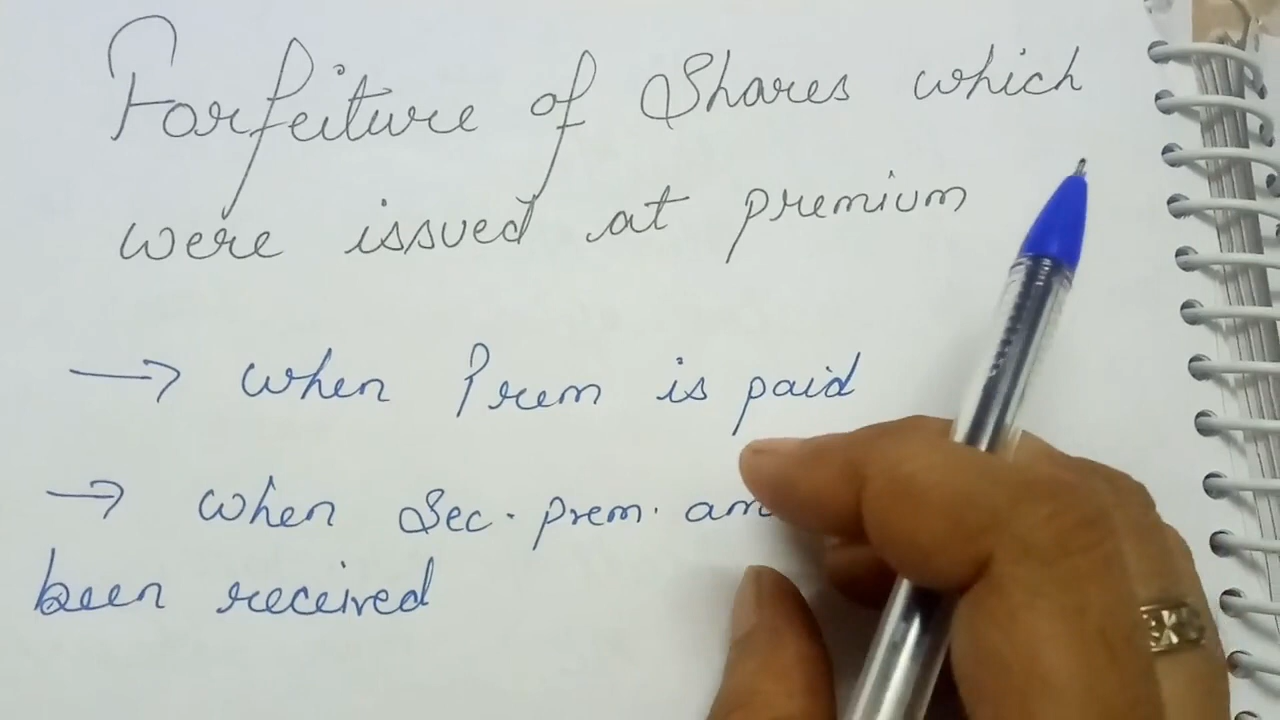 Forfeiture of Shares which
were issued at premium
→ when Prem is paid
→ when Sec. prem. am
been received